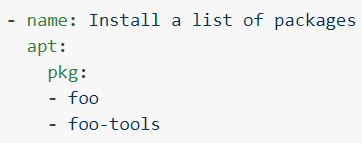 - name: Install a list of packages
  apt:
    pkg:
    - foo
    - foo-tools